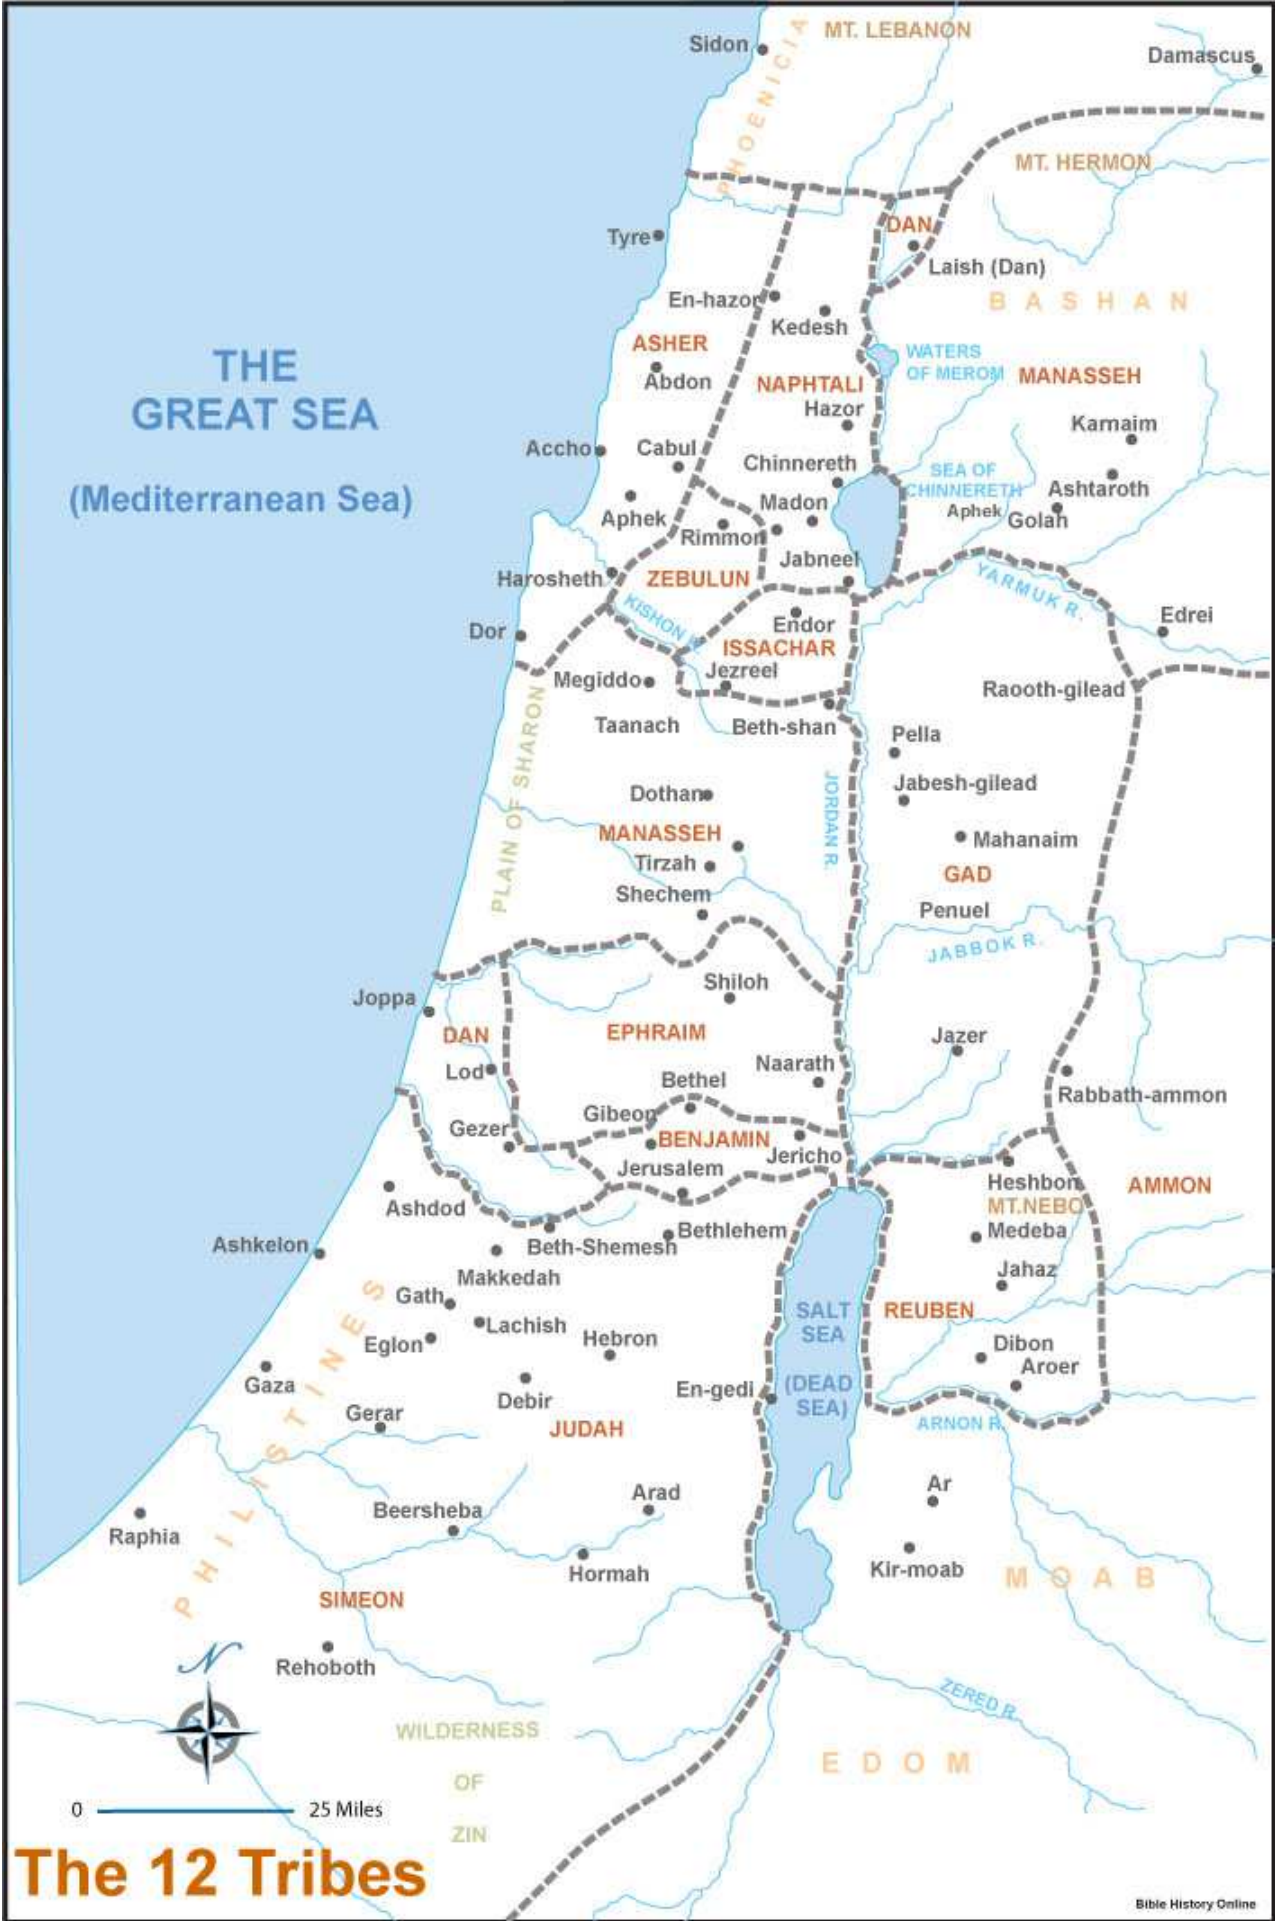 MT. LEBANON
Sidon
PHOENICIA
Damascus
MT. HERMON
DAN
Tyre
Laish (Dan)
En-hazor
BASHAN
Kedesh
ASHER
WATERS
OF MEROM
THE
GREAT SEA
(Mediterranean Sea)
MANASSEH
Abdon
NAPHTALI
Hazor
Karnaim
Accho
Cabul
Chinnereth
SEA OF
CHINNERETH
Ashtaroth
Madon
Aphek
Golah
Aphek
Rimmon
Jabneel
Harosheth
ZEBULUN
YARMUK R.
KISHON R.
Endor
Edrei
Dor
ISSACHAR
Jezreel
Megiddo
Raooth-gilead
Taanach
Beth-shan
Pella
PLAIN OF SHARON
Jabesh-gilead
Dothan
JORDAN R.
MANASSEH
Mahanaim
Tirzah
GAD
Shechem
Penuel
JABBOK R.
Shiloh
Joppa
DAN
EPHRAIM
Jazer
Naarath
Lod
Bethel
Rabbath-ammon
Gibeon
Gezer
BENJAMIN
Jericho
Jerusalem
Heshbon
AMMON
MT.NEBO
Ashdod
Bethlehem
Medeba
Ashkelon
Beth-Shemesh
Makkedah
Jahaz
Gath
SALT
SEA
(DEAD
SEA)
REUBEN
Lachish
Eglon
Hebron
Dibon
Aroer
Gaza
En-gedi
Debir
Gerar
JUDAH
ARNON R.
PHILISTINES
Arad
Ar
Beersheba
Raphia
Hormah
Kir-moab
MOAB
SIMEON
N
Rehoboth
ZERED R.
WILDERNESS
OF
ZIN
EDOM
0 25 Miles
The 12 Tribes
Bible History Online